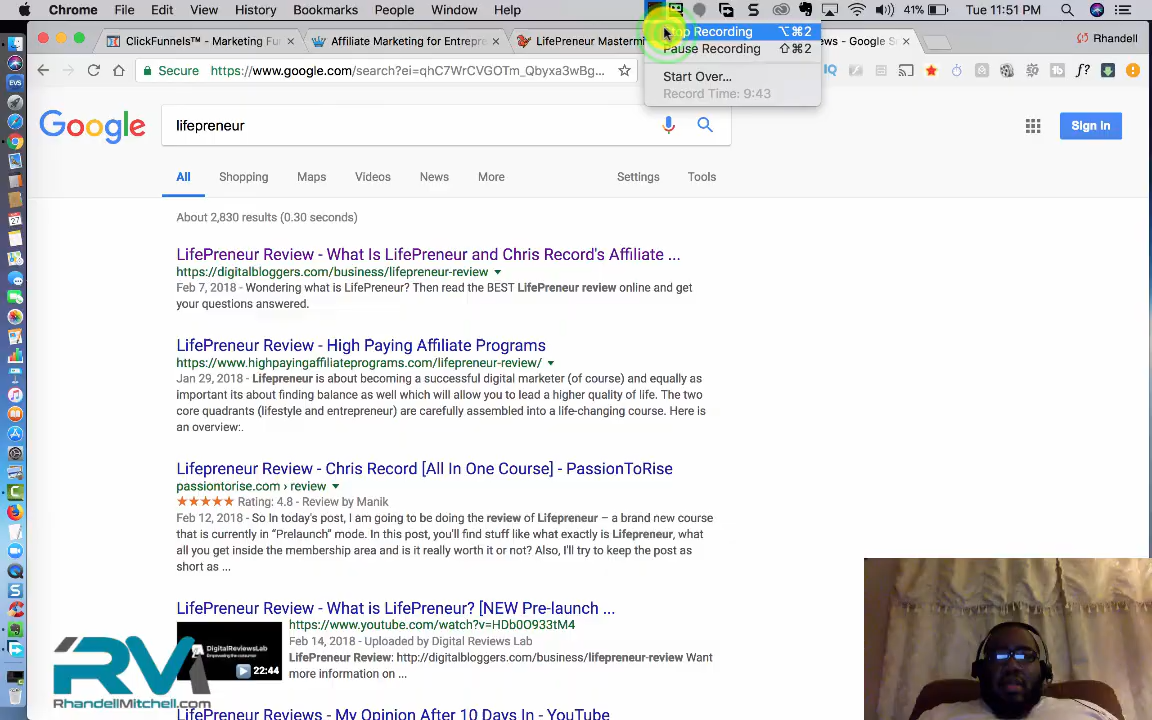 Chrome File Edit View History Bookmarks People Window Help 41% Tue 11:51 PM
Stop Recording ⌥⌘2
Pause Recording ⇧⌘2
Start Over...
Record Time: 9:43
ClickFunnels™ - Marketing Fu
Affiliate Marketing for Entrepre
LifePreneur Mastermi
ws - Google S
Rhandell
Secure https://www.google.com/search?ei=qhC7WrCVGOTm_Qbyxa3wBg...
Google
lifepreneur
Sign in
All Shopping Maps Videos News More Settings Tools
About 2,830 results (0.30 seconds)
LifePreneur Review - What Is LifePreneur and Chris Record's Affiliate ...
https://digitalbloggers.com/business/lifepreneur-review
Feb 7, 2018 - Wondering what is LifePreneur? Then read the BEST LifePreneur review online and get
your questions answered.
LifePreneur Review - High Paying Affiliate Programs
https://www.highpayingaffiliateprograms.com/lifepreneur-review/
Jan 29, 2018 - Lifepreneur is about becoming a successful digital marketer (of course) and equally as
important its about finding balance as well which will allow you to lead a higher quality of life. The two
core quadrants (lifestyle and entrepreneur) are carefully assembled into a life-changing course. Here is
an overview:.
Lifepreneur Review - Chris Record [All In One Course] - PassionToRise
passiontorise.com › review
Rating: 4.8 - Review by Manik
Feb 12, 2018 - So In today's post, I am going to be doing the review of Lifepreneur – a brand new course
that is currently in "Prelaunch" mode. In this post, you'll find stuff like what exactly is Lifepreneur, what
all you get inside the membership area and is it really worth it or not? Also, I'll try to keep the post as
short as ...
LifePreneur Review - What is LifePreneur? [NEW Pre-launch ...
https://www.youtube.com/watch?v=HDb0O933tM4
Feb 14, 2018 - Uploaded by Digital Reviews Lab
LifePreneur Review: http://digitalbloggers.com/business/lifepreneur-review Want
more information on ...
DigitalReviewsLab
22:44
RV
RhandellMitchell.com
LifePreneur Reviews - My Opinion After 10 Days In - YouTube